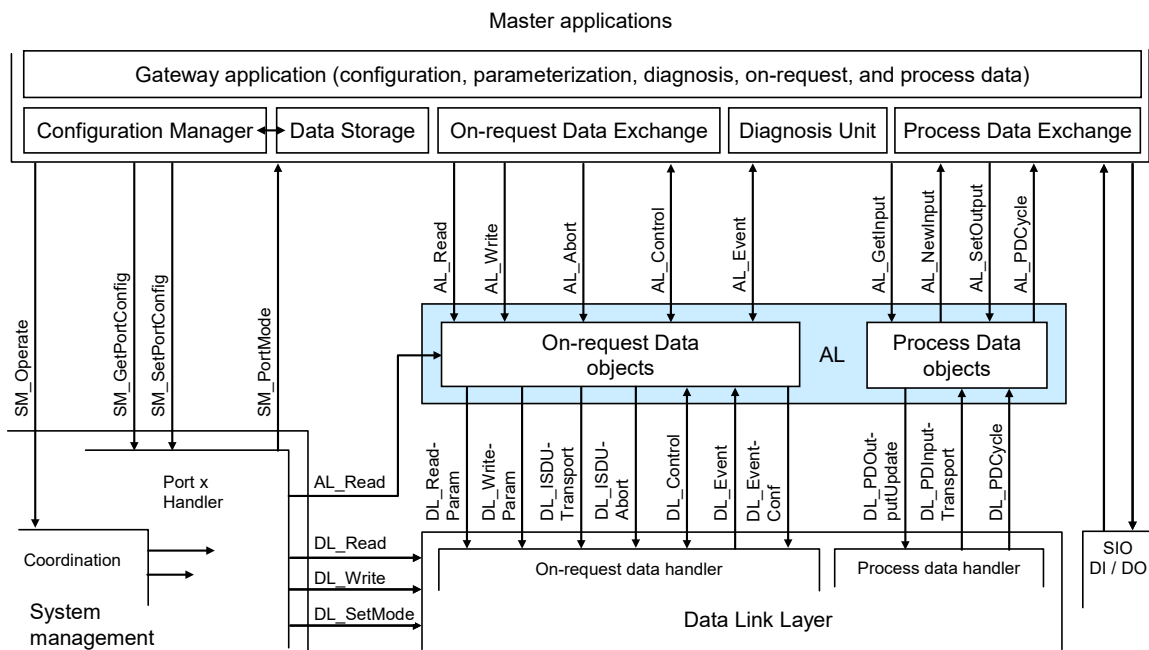 Master applications
Gateway application (configuration, parameterization, diagnosis, on-request, and process data)
Configuration Manager
Data Storage
On-request Data Exchange
Diagnosis Unit
Process Data Exchange
SM_Operate
SM_GetPortConfig
SM_SetPortConfig
SM_PortMode
AL_Read
AL_Write
AL_Abort
AL_Control
AL_Event
AL_GetInput
AL_NewInput
AL_SetOutput
AL_PDCycle
On-request Data
objects
AL
Process Data
objects
Port x
Handler
AL_Read
DL_Read-
Param
DL_Write-
Param
DL_ISDU-
Transport
DL_ISDU-
Abort
DL_Control
DL_Event
DL_Event-
Conf
DL_PDOut-
putUpdate
DL_PDInput-
Transport
DL_PDCycle
Coordination
DL_Read
DL_Write
DL_SetMode
On-request data handler
Process data handler
SIO
DI / DO
System
management
Data Link Layer